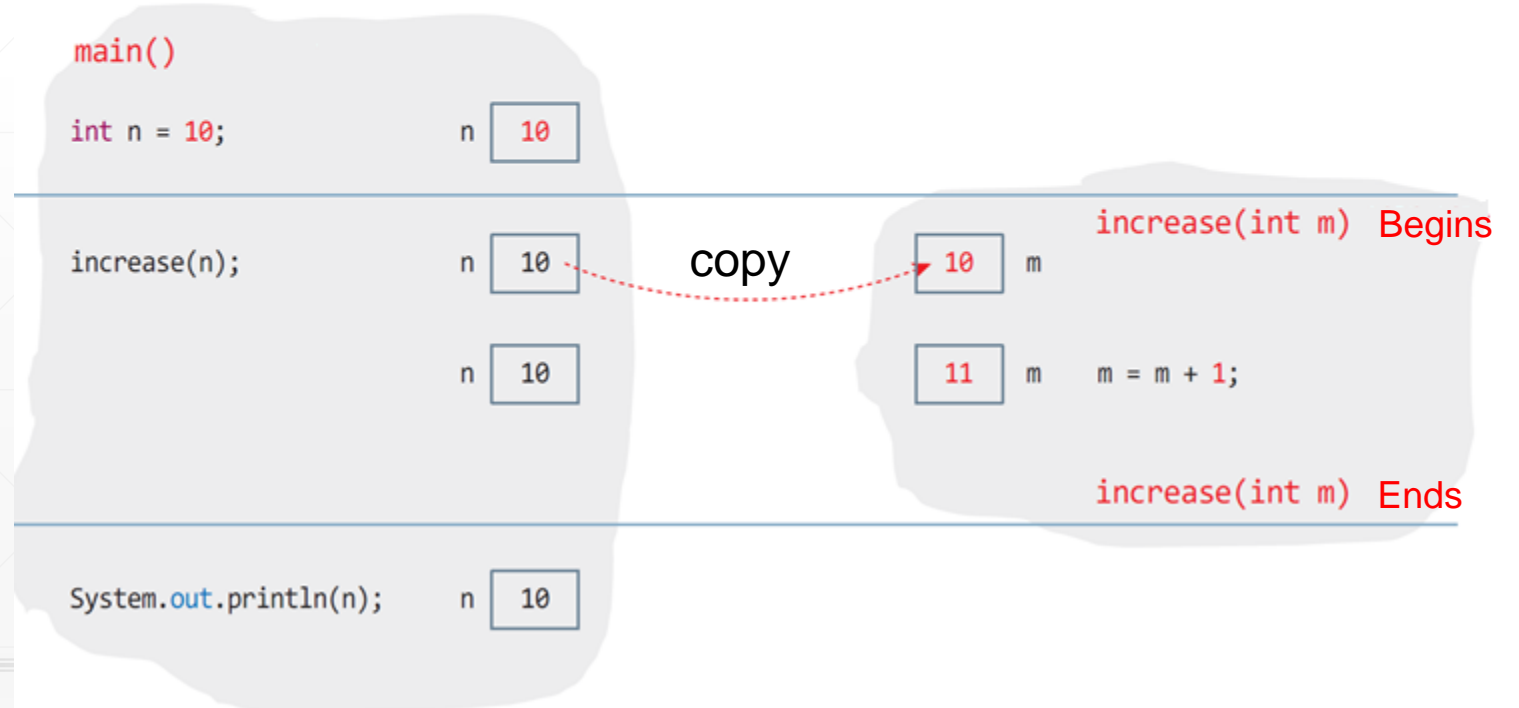 main()
int n = 10; n 10
increase(int m) Begins
increase(n); n 10 copy 10 m
n 10 11 m m = m + 1;
increase(int m) Ends
System.out.println(n); n 10